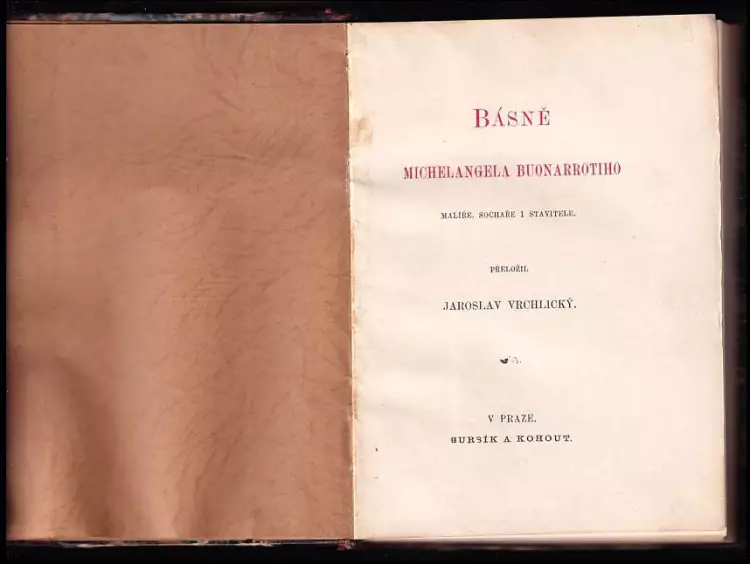 BÁSNĚ
MICHELANGELA BUONARROTIHO
MALÍŘE, SOCHAŘE I STAVITELE.
PŘELOŽIL
JAROSLAV VRCHLICKÝ.
V PRAZE.
BURSÍK A KOHOUT.